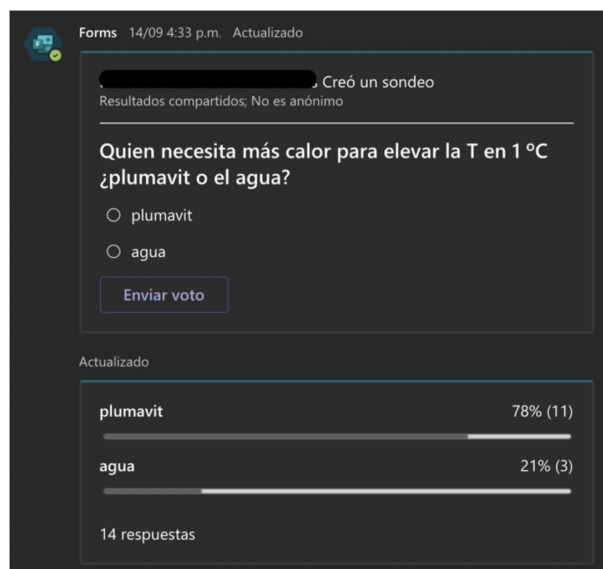 Forms 14/09 4:33 p.m. Actualizado
Creó un sondeo
Resultados compartidos; No es anónimo
Quien necesita más calor para elevar la T en 1 ºC
¿plumavit o el agua?
plumavit
agua
Enviar voto
Actualizado
plumavit 78% (11)
agua 21% (3)
14 respuestas